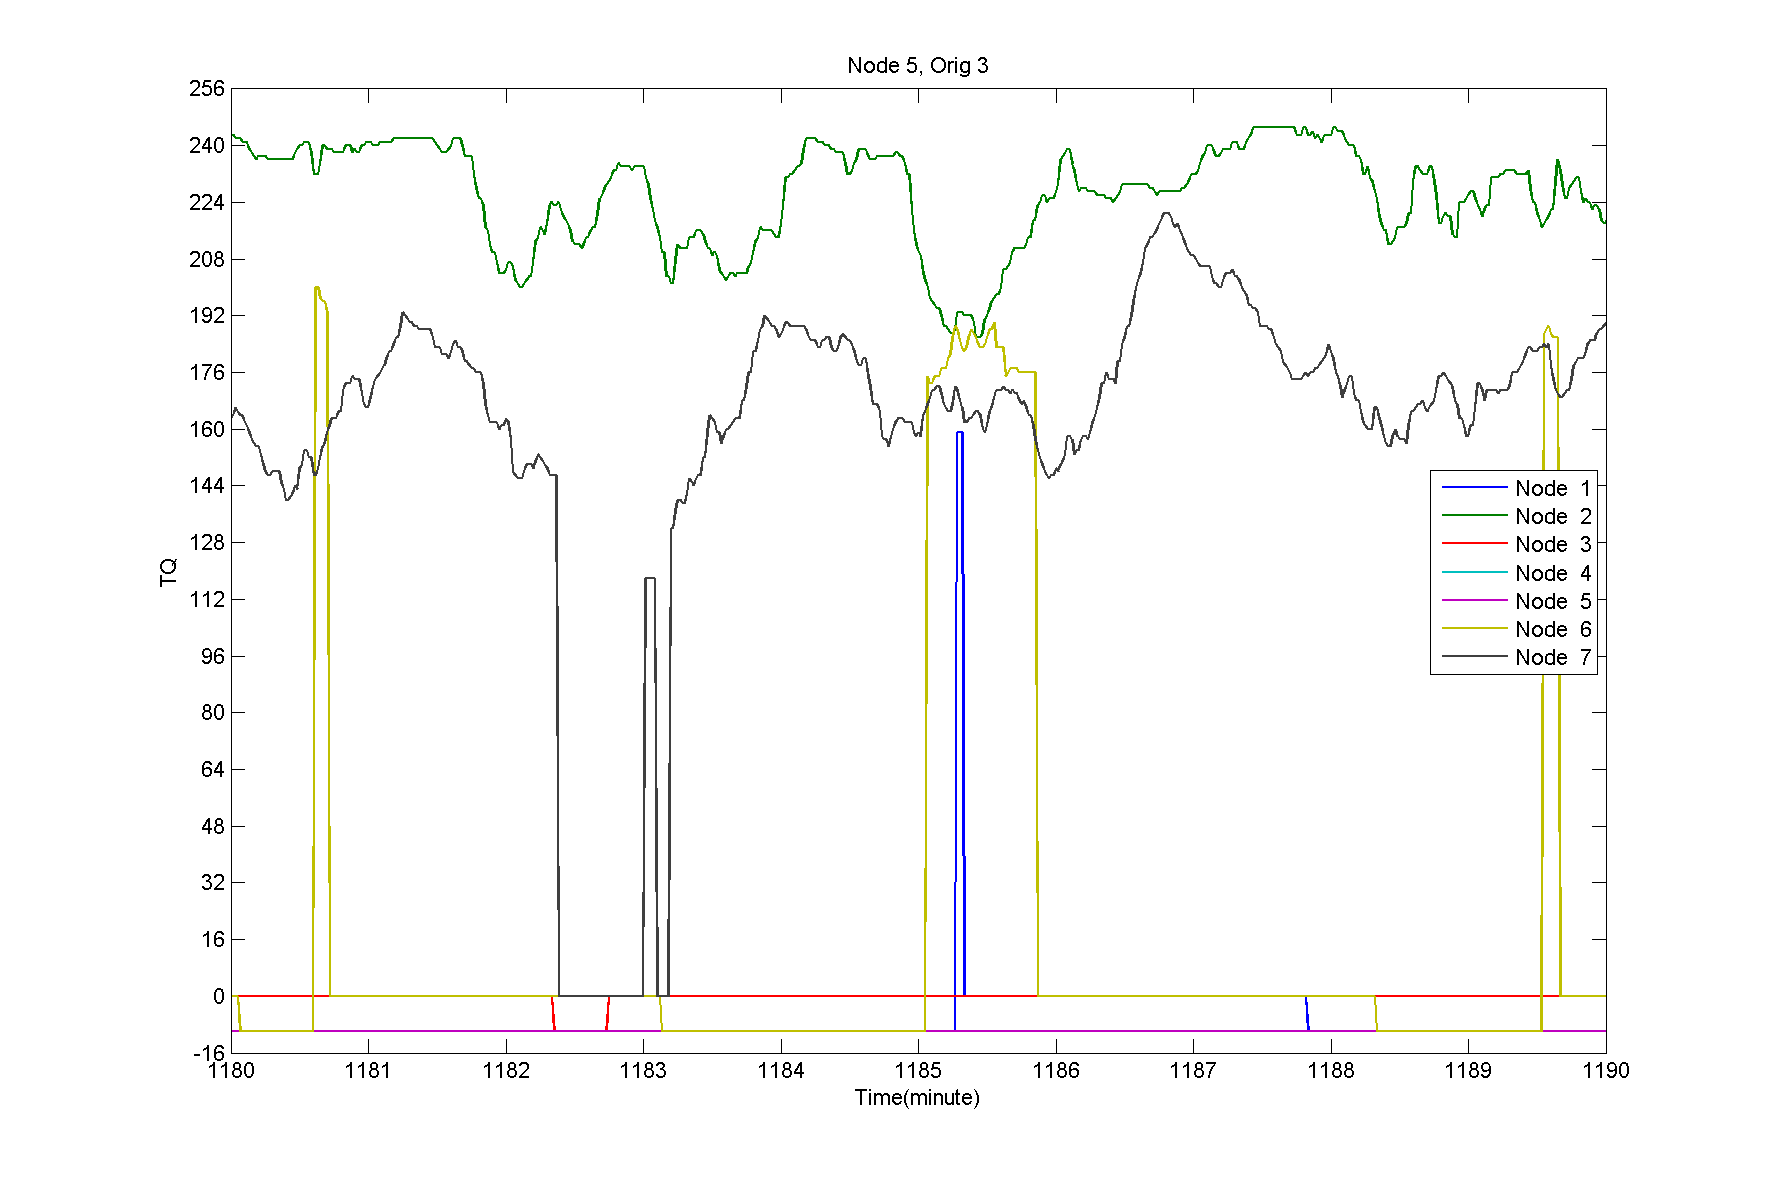 Node 5, Orig 3
256
240
224
208
192
176
160
144
128
112
96
80
64
48
32
16
0
-16
TQ
Node 1
Node 2
Node 3
Node 4
Node 5
Node 6
Node 7
1180 1181 1182 1183 1184 1185 1186 1187 1188 1189 1190
Time(minute)